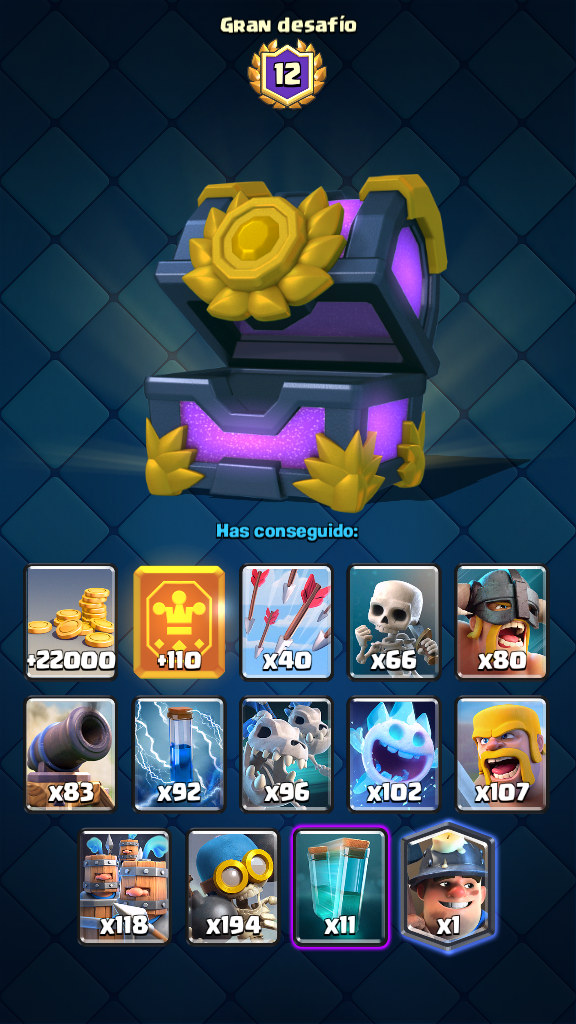 Gran desafío
12
Has conseguido:
+22000 +110 x40 x66 x80
x83 x92 x96 x102 x107
x118 x194 x11 x1